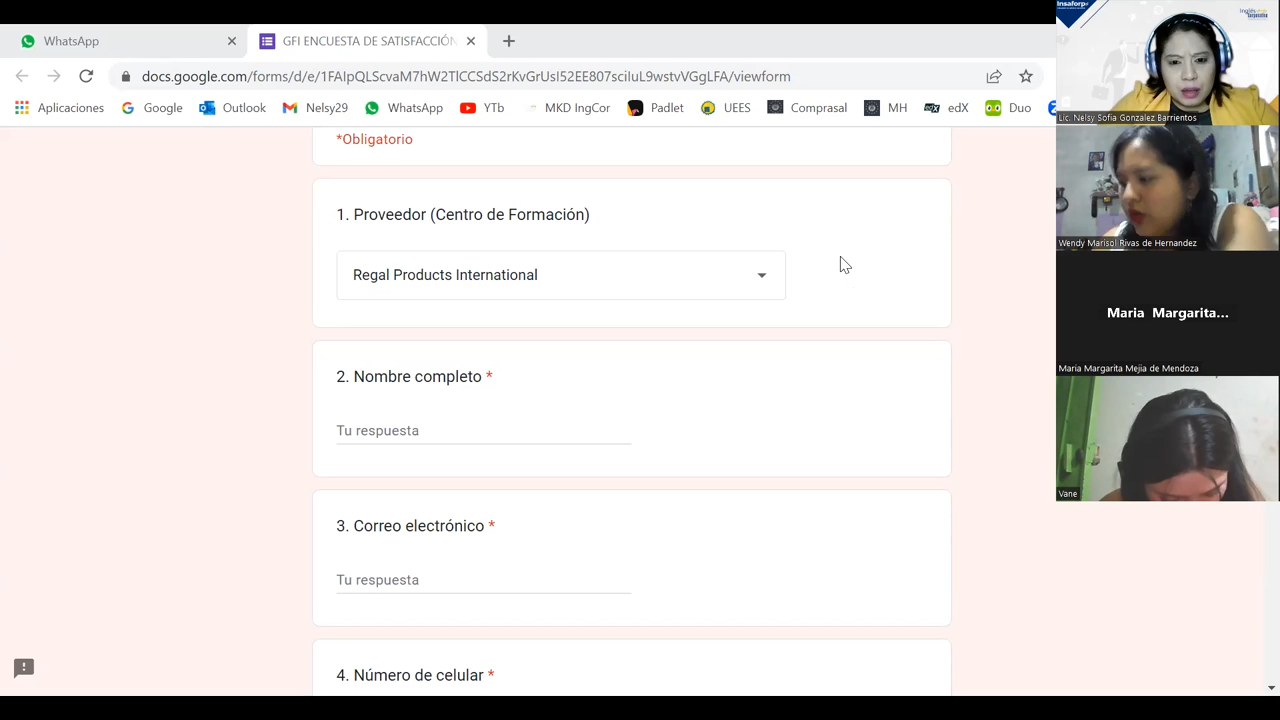 WhatsApp
GFI ENCUESTA DE SATISFACCIÓN
docs.google.com/forms/d/e/1FAIpQLScvaM7hW2TlCCSdS2rKvGrUsI52EE807sciluL9wstvVGgLFA/viewform
Aplicaciones
Google
Outlook
Nelsy29
WhatsApp
YTb
MKD IngCor
Padlet
UEES
Comprasal
MH
edX
Duo
*Obligatorio
1. Proveedor (Centro de Formación)
Regal Products International
2. Nombre completo *
Tu respuesta
3. Correo electrónico *
Tu respuesta
4. Número de celular *
Insaforp
Inglés
Corporativo
Lic. Nelsy Sofia Gonzalez Barrientos
Wendy Marisol Rivas de Hernandez
Maria Margarita...
Maria Margarita Mejia de Mendoza
Vane